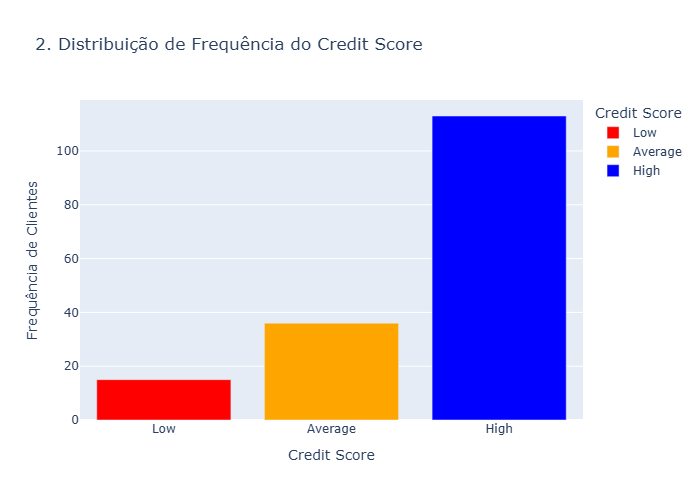 2. Distribuição de Frequência do Credit Score
Credit Score
Low
Average
High
Frequência de Clientes
100
80
60
40
20
0
Low
Average
High
Credit Score